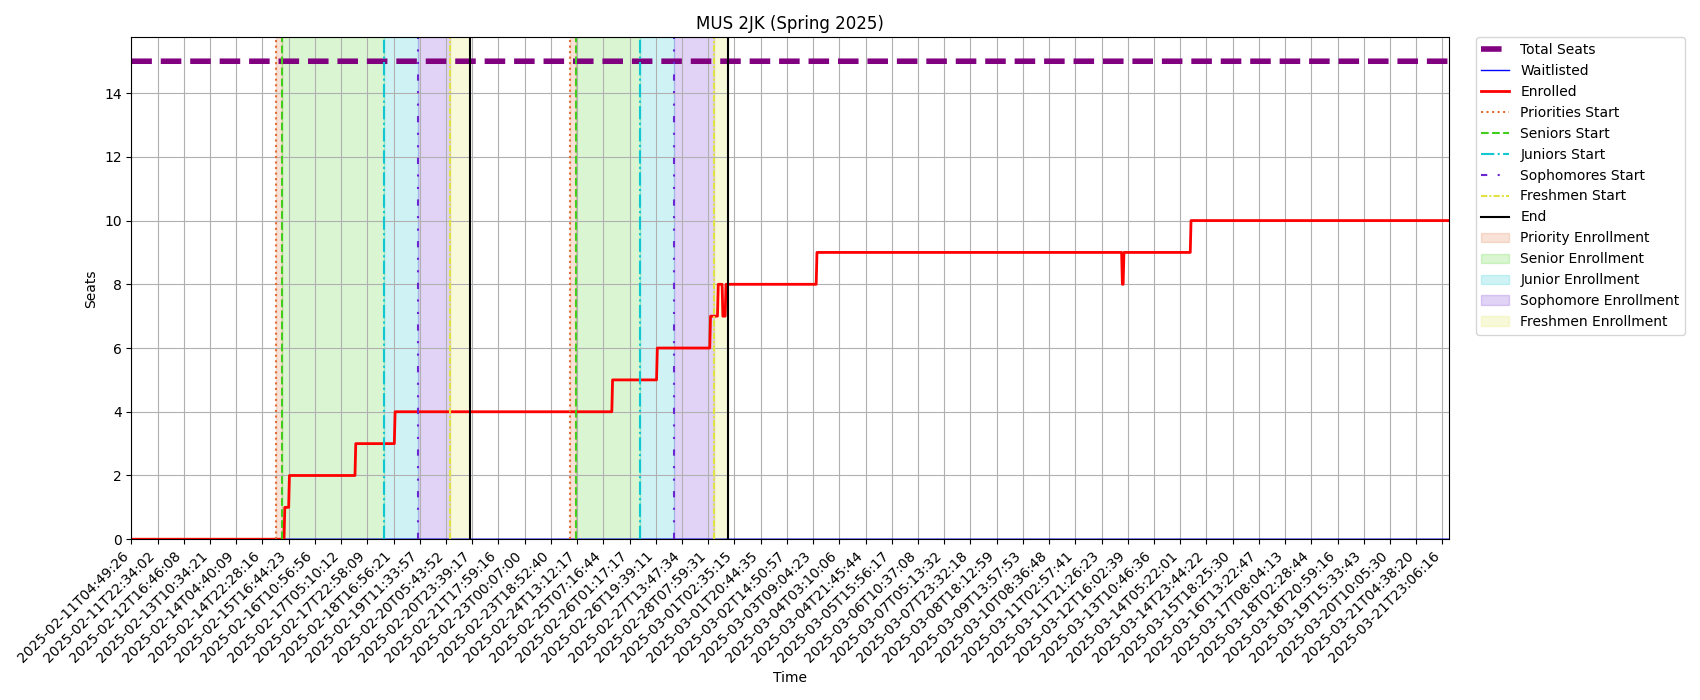 MUS 2JK (Spring 2025)
Seats
14
12
10
8
6
4
2
0
2025-02-11T04:49:26
2025-02-11T22:34:02
2025-02-12T16:46:08
2025-02-13T10:34:21
2025-02-14T04:40:09
2025-02-14T22:28:16
2025-02-15T16:44:23
2025-02-16T10:56:56
2025-02-17T05:10:12
2025-02-17T22:58:09
2025-02-18T16:56:21
2025-02-19T11:33:57
2025-02-20T05:43:52
2025-02-20T23:39:17
2025-02-21T17:59:16
2025-02-23T00:07:00
2025-02-23T18:52:40
2025-02-24T13:12:17
2025-02-25T07:16:44
2025-02-26T01:17:17
2025-02-26T19:39:11
2025-02-27T13:47:34
2025-02-28T07:59:31
2025-03-01T02:35:15
2025-03-01T20:44:35
2025-03-02T14:50:57
2025-03-03T09:04:23
2025-03-04T03:10:06
2025-03-04T21:45:44
2025-03-05T15:56:17
2025-03-06T10:37:08
2025-03-07T05:13:32
2025-03-07T23:32:18
2025-03-08T18:12:59
2025-03-09T13:57:53
2025-03-10T08:36:48
2025-03-11T02:57:41
2025-03-11T21:26:23
2025-03-12T16:02:39
2025-03-13T10:46:36
2025-03-14T05:22:01
2025-03-14T23:44:22
2025-03-15T18:25:30
2025-03-16T13:22:47
2025-03-17T08:04:13
2025-03-18T02:28:44
2025-03-18T20:59:16
2025-03-19T15:33:43
2025-03-20T10:05:30
2025-03-21T04:38:20
2025-03-21T23:06:16
Time
Total Seats
Waitlisted
Enrolled
Priorities Start
Seniors Start
Juniors Start
Sophomores Start
Freshmen Start
End
Priority Enrollment
Senior Enrollment
Junior Enrollment
Sophomore Enrollment
Freshmen Enrollment